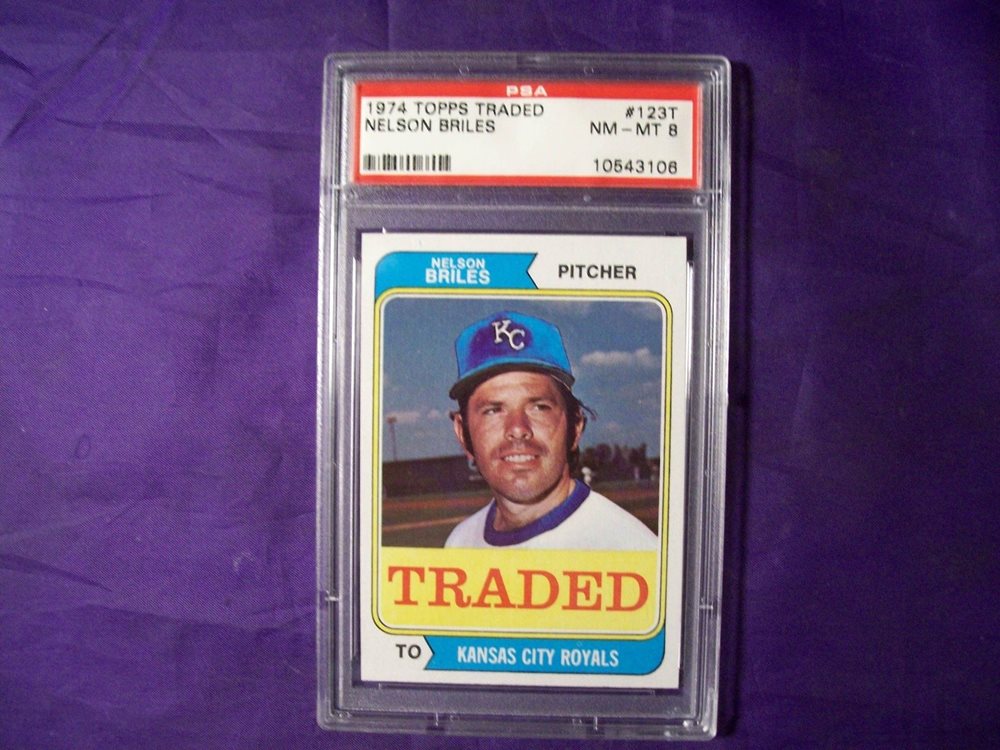 PSA
1974 TOPPS TRADED #123T
NELSON BRILES NM - MT 8
10543106
NELSON
BRILES
PITCHER
KC
TRADED
TO KANSAS CITY ROYALS